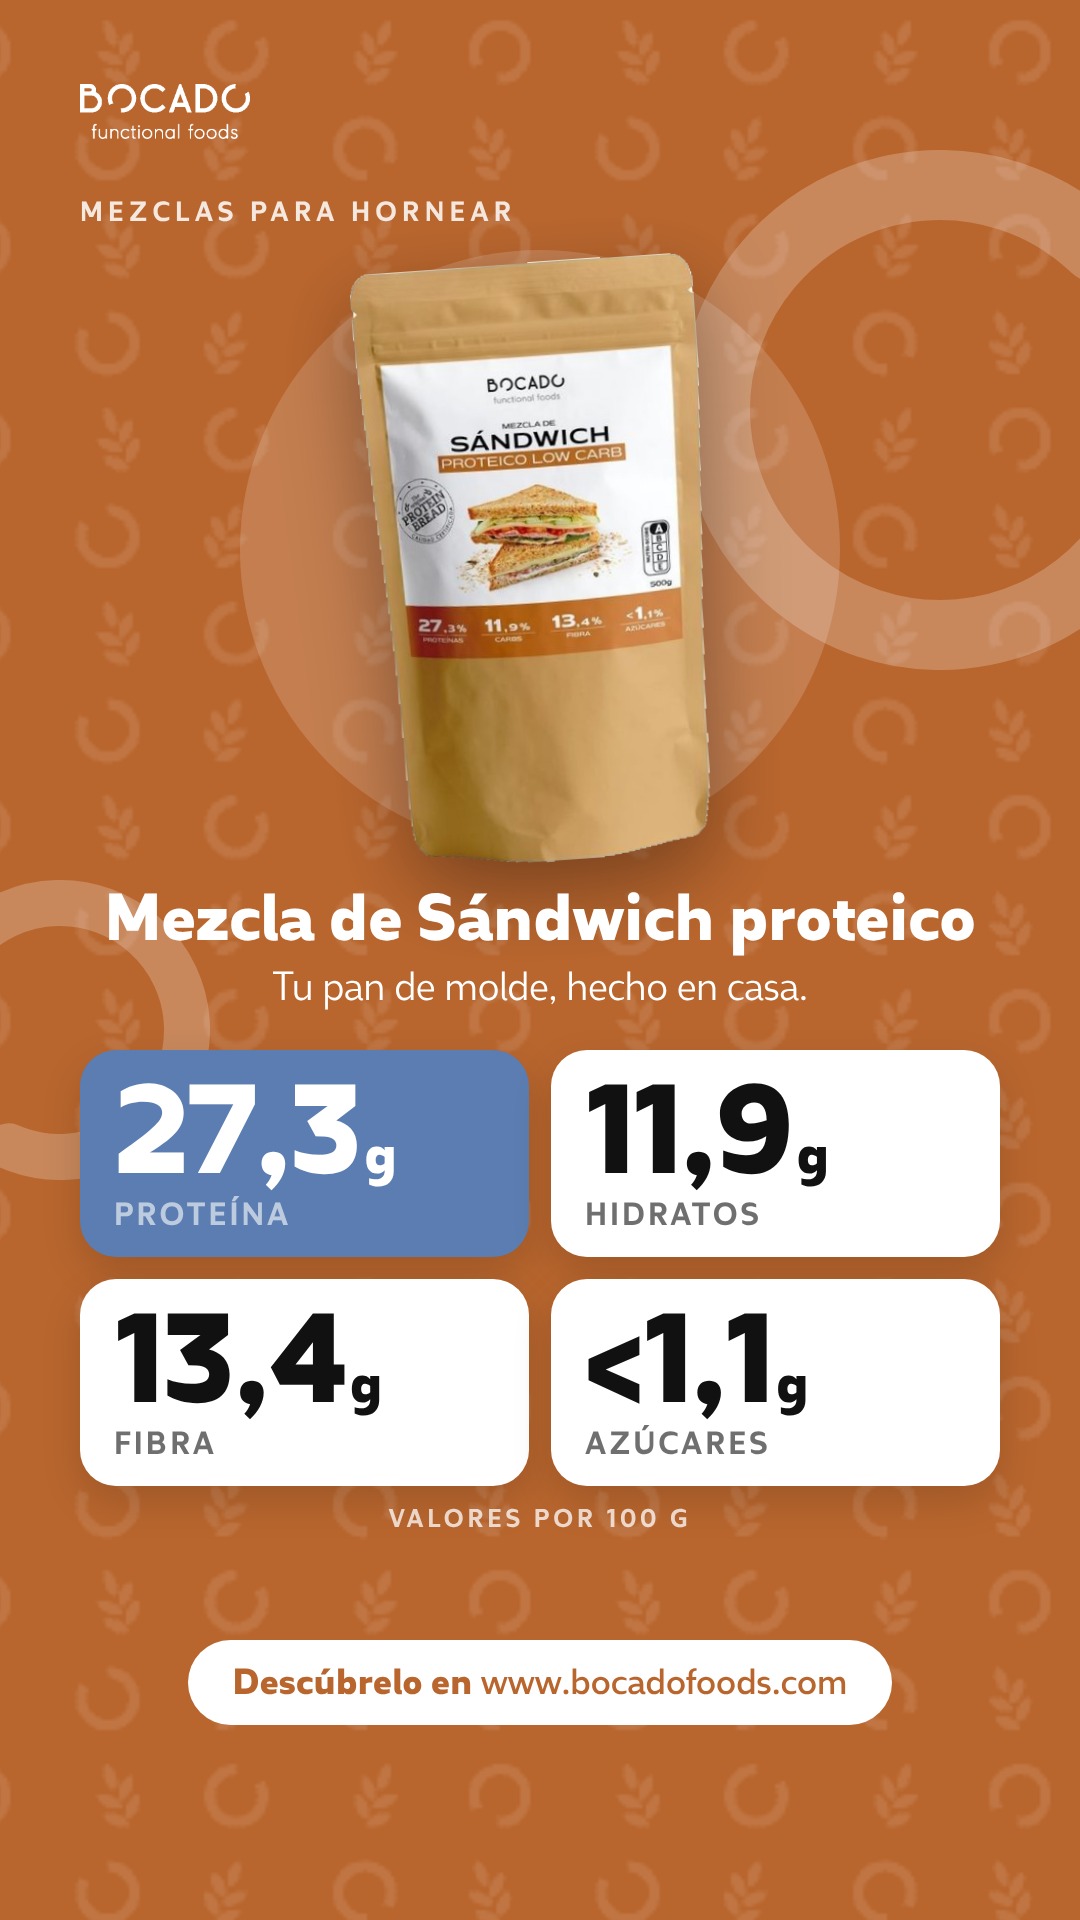 BOCADO
functional foods
MEZCLAS PARA HORNEAR
BOCADO
functional foods
MEZCLA DE
SÁNDWICH
PROTEICO LOW CARB
The
PROTEIN
BREAD
A
B
C
D
E
500g
27,3% 11,9% 13,4% <1,1%
PROTEÍNAS CARBS FIBRA AZÚCARES
Mezcla de Sándwich proteico
Tu pan de molde, hecho en casa.
27,3g
PROTEÍNA
11,9g
HIDRATOS
13,4g
FIBRA
<1,1g
AZÚCARES
VALORES POR 100 G
Descúbrelo en www.bocadofoods.com